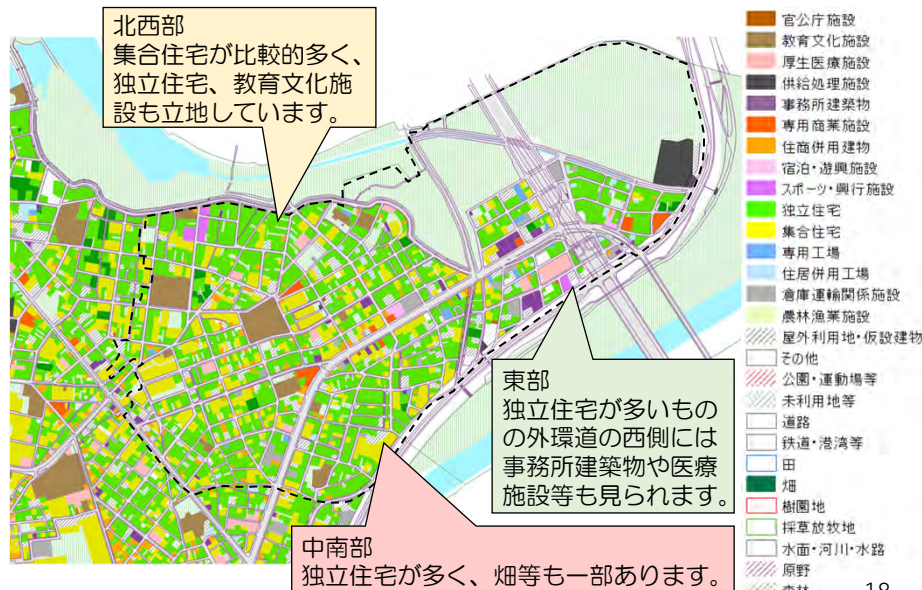 北西部
集合住宅が比較的多く、
独立住宅、教育文化施
設も立地しています。
東部
独立住宅が多いもの
の外環道の西側には
事務所建築物や医療
施設等も見られます。
中南部
独立住宅が多く、畑等も一部あります。
官公庁施設
教育文化施設
厚生医療施設
供給処理施設
事務所建築物
専用商業施設
住商併用建物
宿泊・遊興施設
スポーツ・興行施設
独立住宅
集合住宅
専用工場
住居併用工場
倉庫運輸関係施設
農林漁業施設
屋外利用地・仮設建物
その他
公園・運動場等
未利用地等
道路
鉄道・港湾等
田
畑
樹園地
採草放牧地
水面・河川・水路
原野